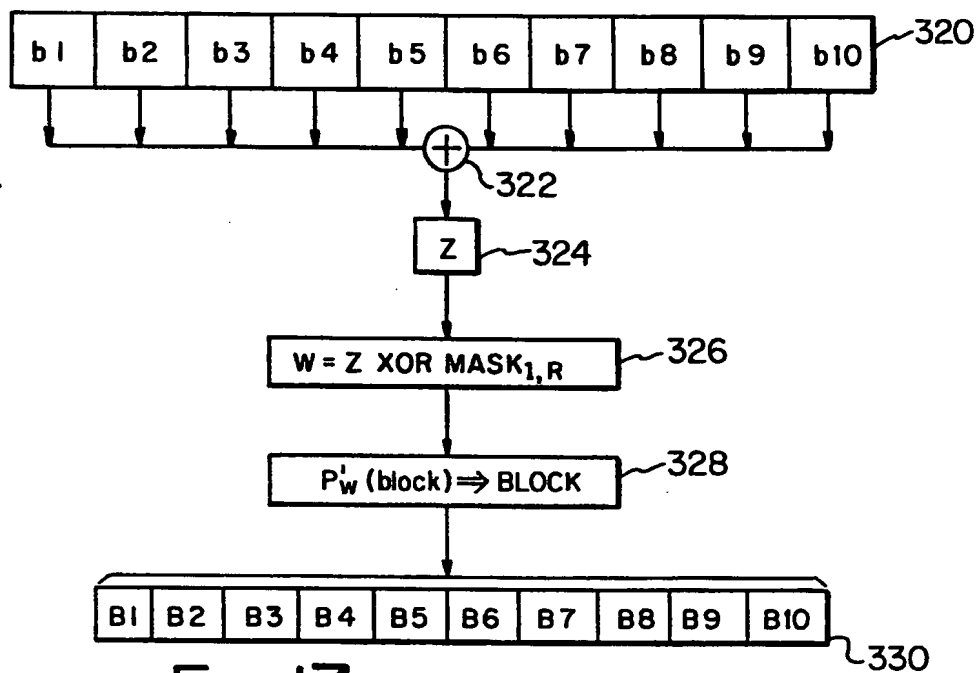 b1 b2 b3 b4 b5 b6 b7 b8 b9 b10 320
322
Z 324
W = Z XOR MASK1,R 326
P'W (block) ⇒ BLOCK 328
B1 B2 B3 B4 B5 B6 B7 B8 B9 B10
330